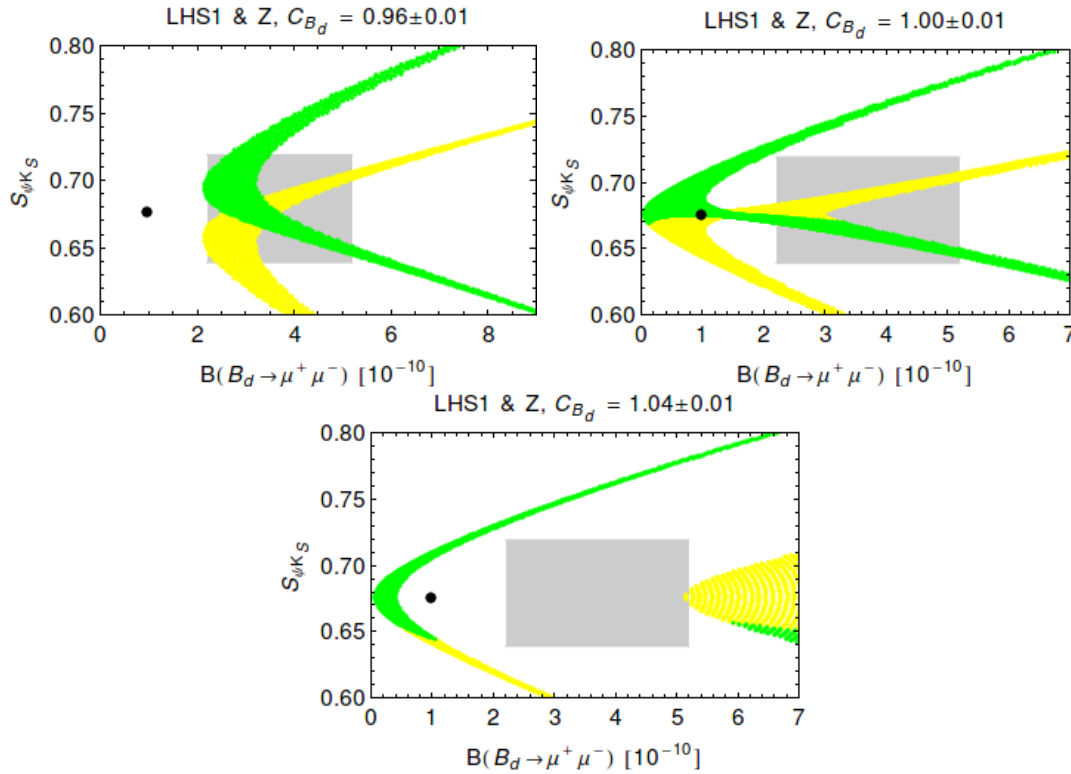 LHS1 & Z, C_{B_d} = 0.96±0.01
0.80
0.75
0.70
0.65
0.60
S_{ψK_S}
0 2 4 6 8
B(B_d → μ⁺ μ⁻) [10⁻¹⁰]
LHS1 & Z, C_{B_d} = 1.00±0.01
0.80
0.75
0.70
0.65
0.60
S_{ψK_S}
0 1 2 3 4 5 6 7
B(B_d → μ⁺ μ⁻) [10⁻¹⁰]
LHS1 & Z, C_{B_d} = 1.04±0.01
0.80
0.75
0.70
0.65
0.60
S_{ψK_S}
0 1 2 3 4 5 6 7
B(B_d → μ⁺ μ⁻) [10⁻¹⁰]